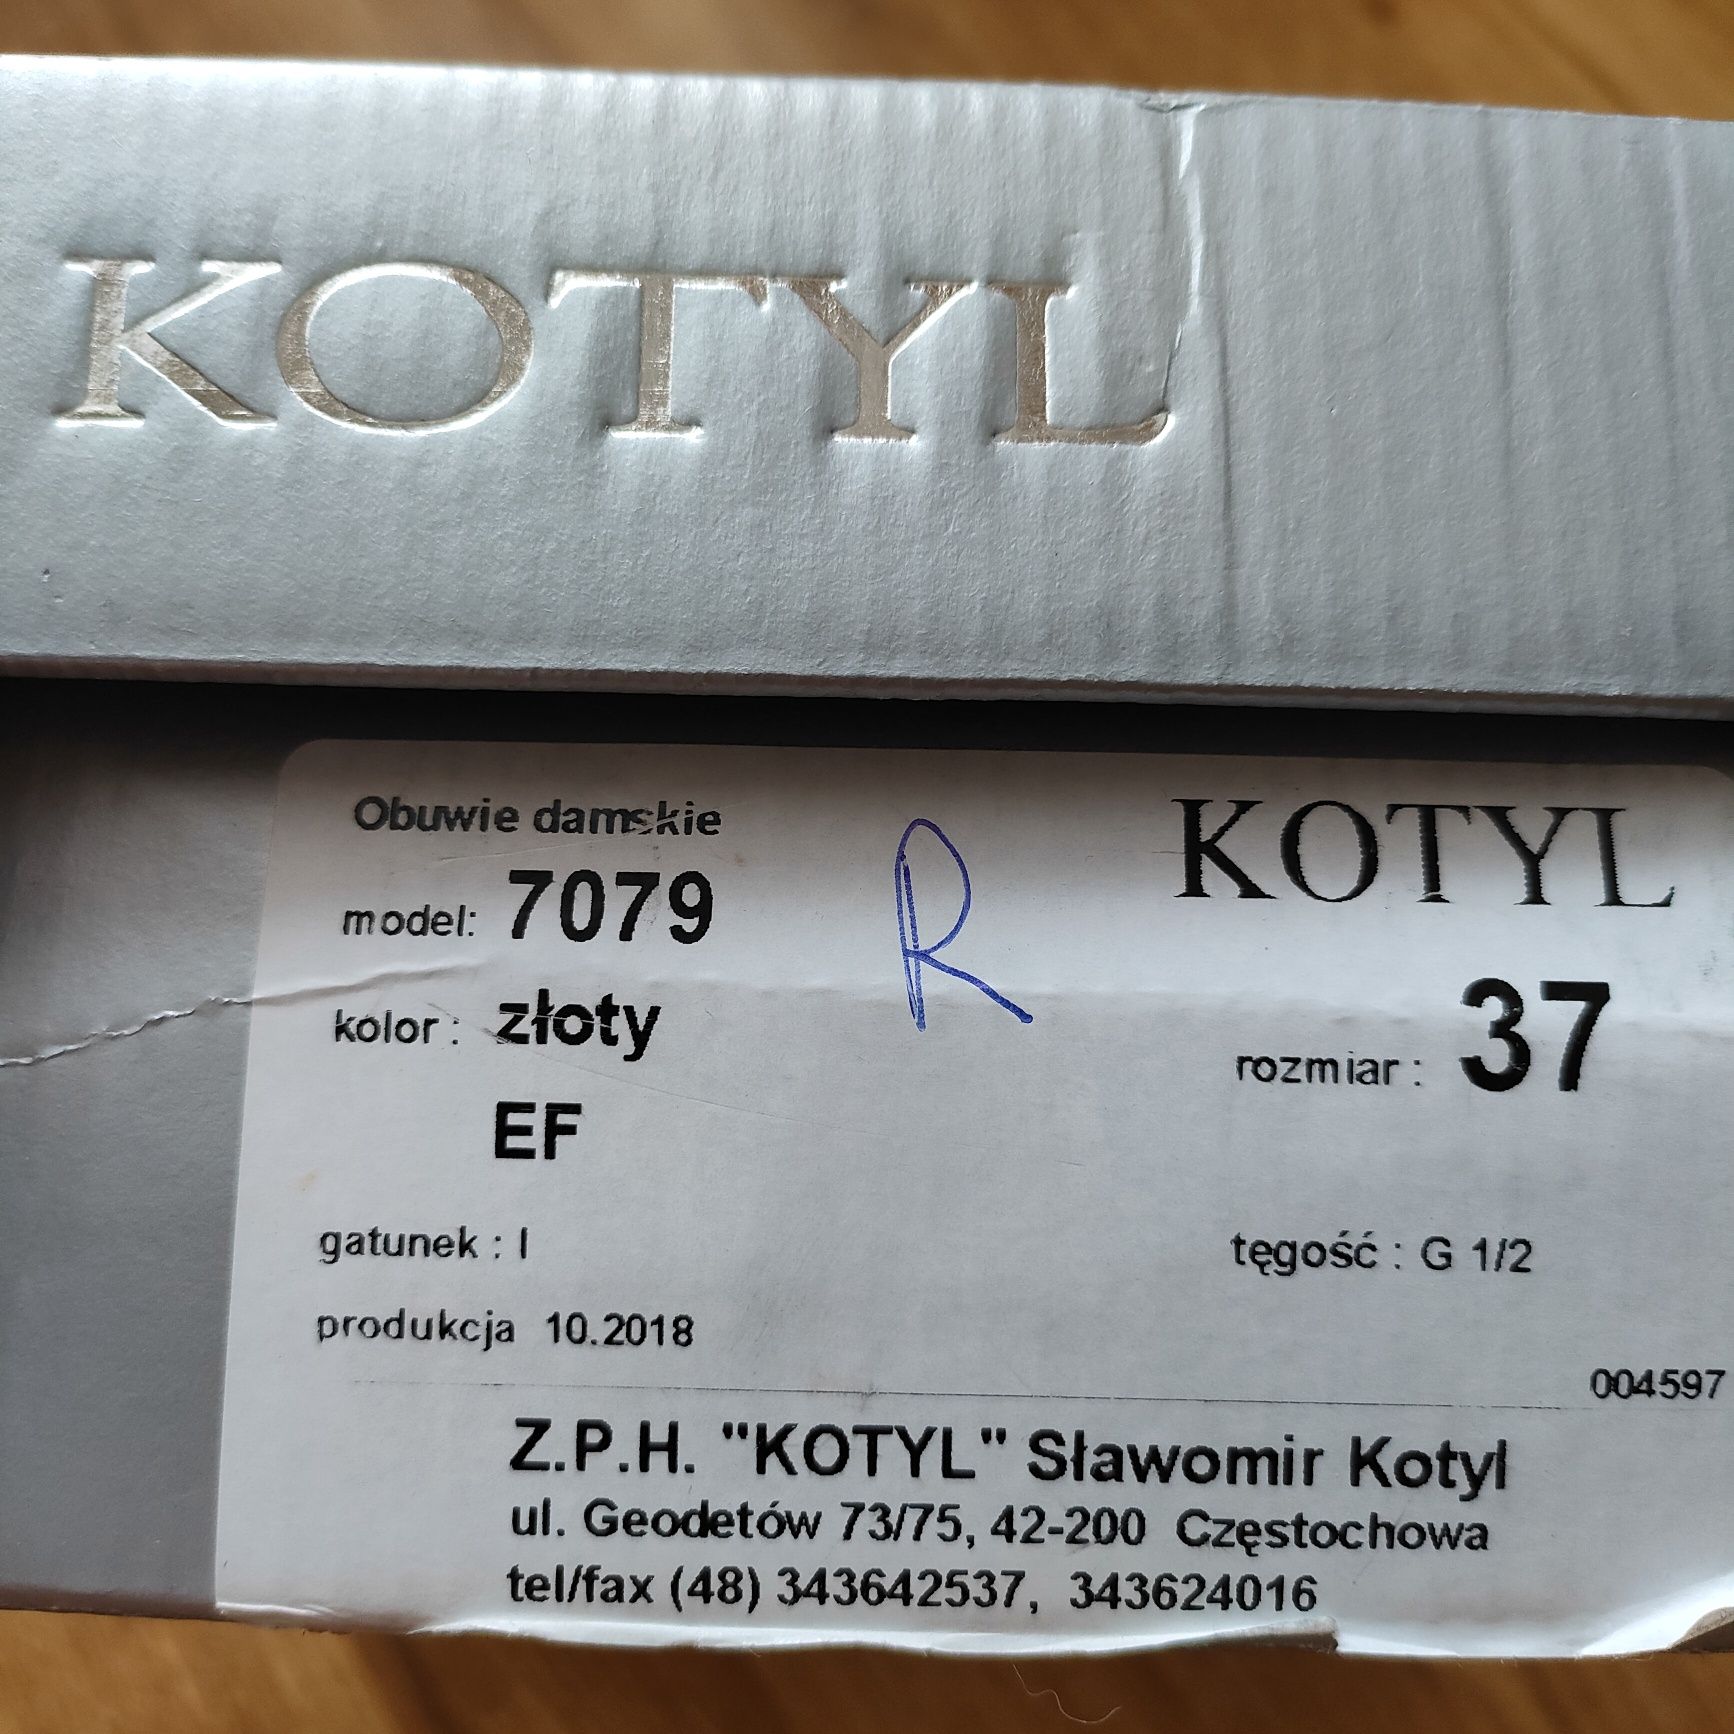 KOTYL
Obuwie damskie
KOTYL
model: 7079
R
kolor : złoty
rozmiar : 37
EF
gatunek : I
tęgość : G 1/2
produkcja 10.2018
004597
Z.P.H. "KOTYL" Sławomir Kotyl
ul. Geodetów 73/75, 42-200 Częstochowa
tel/fax (48) 343642537, 343624016